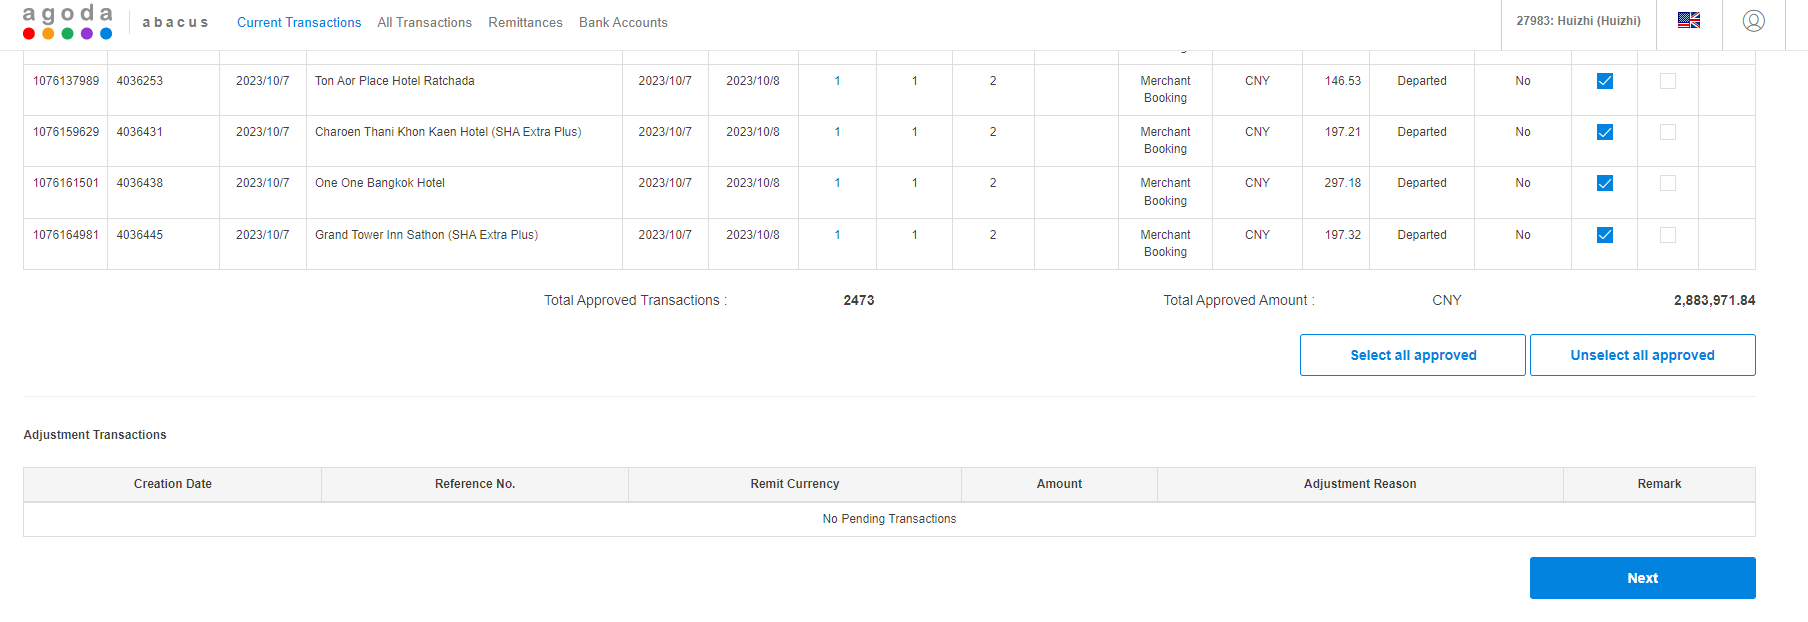 agoda
abacus
Current Transactions All Transactions Remittances Bank Accounts
27983: Huizhi (Huizhi)
1076137989 4036253 2023/10/7 Ton Aor Place Hotel Ratchada 2023/10/7 2023/10/8 1 1 2 Merchant Booking CNY 146.53 Departed No
1076159629 4036431 2023/10/7 Charoen Thani Khon Kaen Hotel (SHA Extra Plus) 2023/10/7 2023/10/8 1 1 2 Merchant Booking CNY 197.21 Departed No
1076161501 4036438 2023/10/7 One One Bangkok Hotel 2023/10/7 2023/10/8 1 1 2 Merchant Booking CNY 297.18 Departed No
1076164981 4036445 2023/10/7 Grand Tower Inn Sathon (SHA Extra Plus) 2023/10/7 2023/10/8 1 1 2 Merchant Booking CNY 197.32 Departed No
Total Approved Transactions : 2473 Total Approved Amount : CNY 2,883,971.84
Select all approved Unselect all approved
Adjustment Transactions
Creation Date Reference No. Remit Currency Amount Adjustment Reason Remark
No Pending Transactions
Next